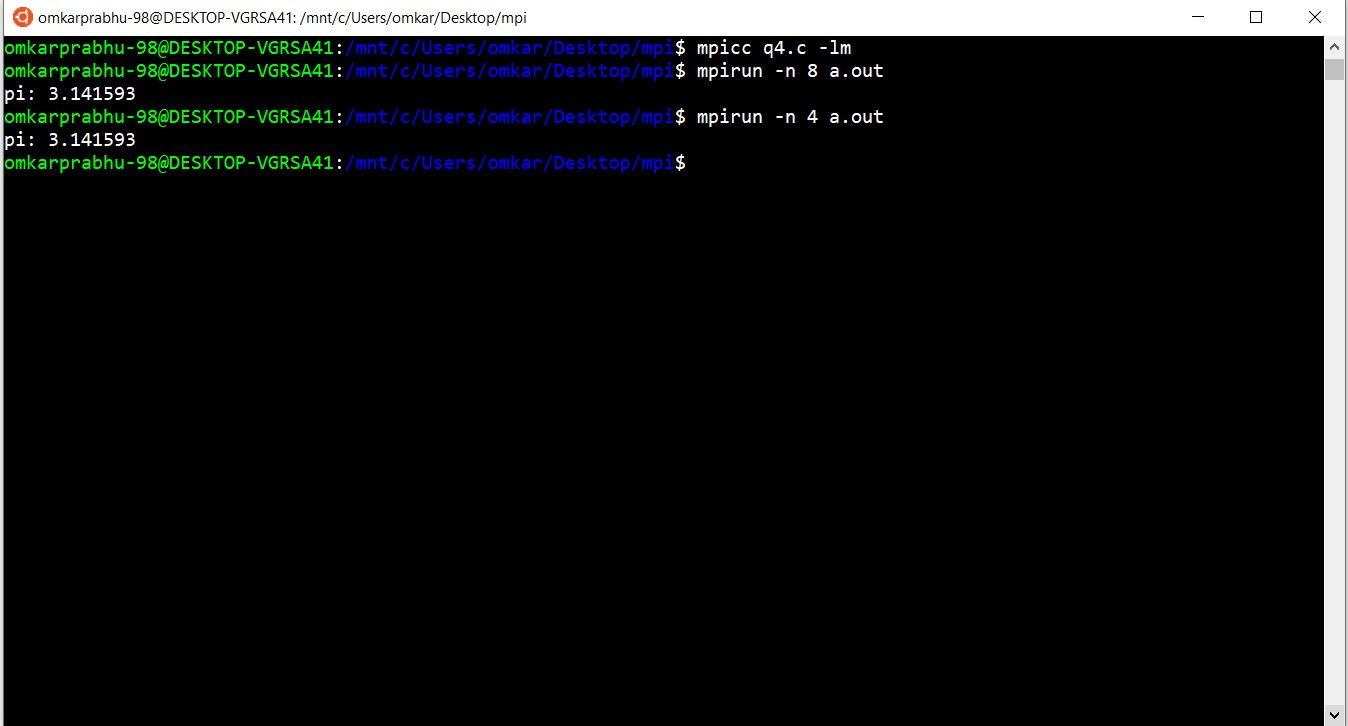 omkarprabhu-98@DESKTOP-VGRSA41: /mnt/c/Users/omkar/Desktop/mpi
omkarprabhu-98@DESKTOP-VGRSA41:/mnt/c/Users/omkar/Desktop/mpi$ mpicc q4.c -lm
omkarprabhu-98@DESKTOP-VGRSA41:/mnt/c/Users/omkar/Desktop/mpi$ mpirun -n 8 a.out
pi: 3.141593
omkarprabhu-98@DESKTOP-VGRSA41:/mnt/c/Users/omkar/Desktop/mpi$ mpirun -n 4 a.out
pi: 3.141593
omkarprabhu-98@DESKTOP-VGRSA41:/mnt/c/Users/omkar/Desktop/mpi$